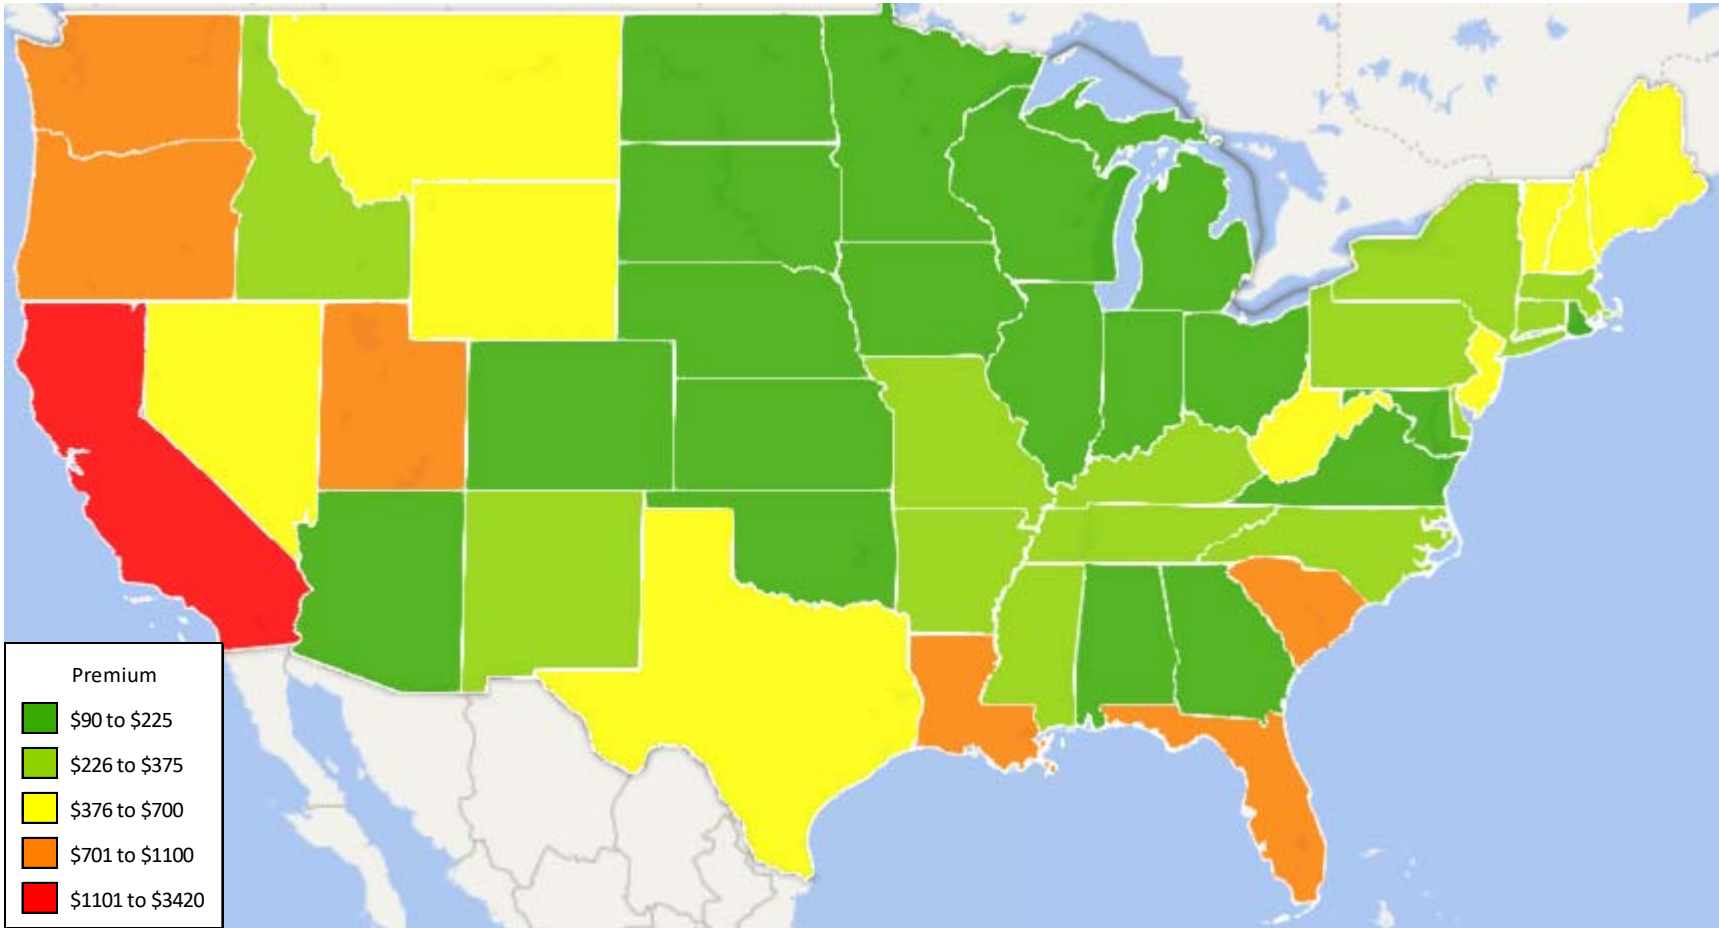 Premium
$90 to $225
$226 to $375
$376 to $700
$701 to $1100
$1101 to $3420